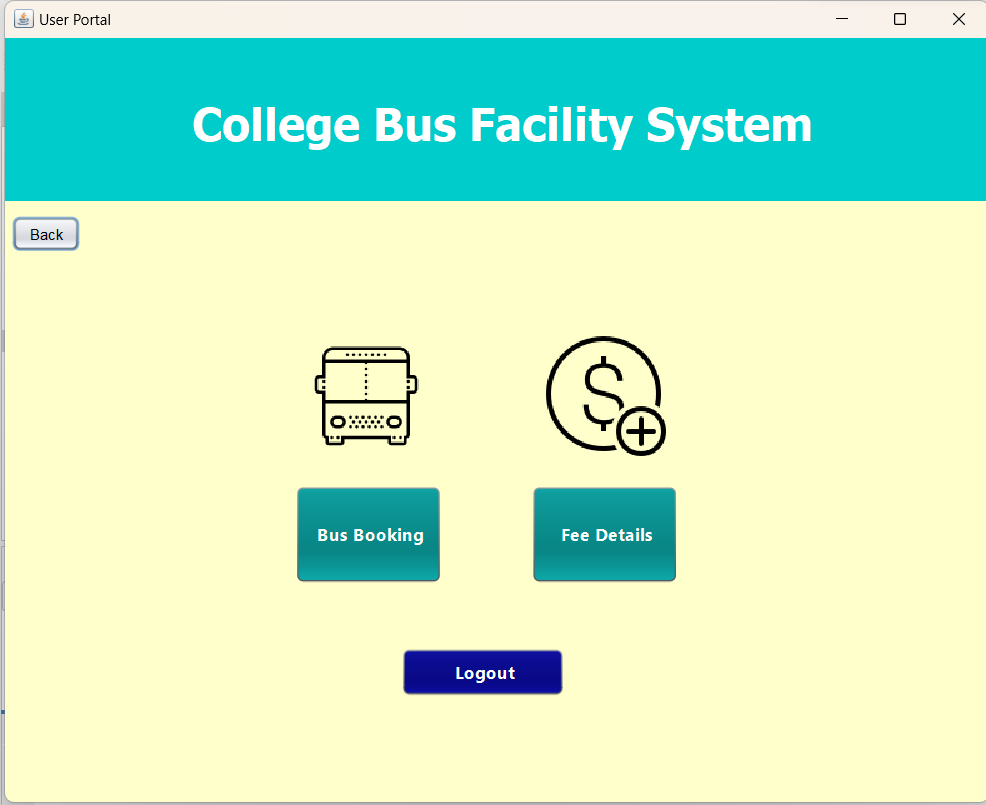 User Portal
College Bus Facility System
Back
$
Bus Booking
Fee Details
Logout